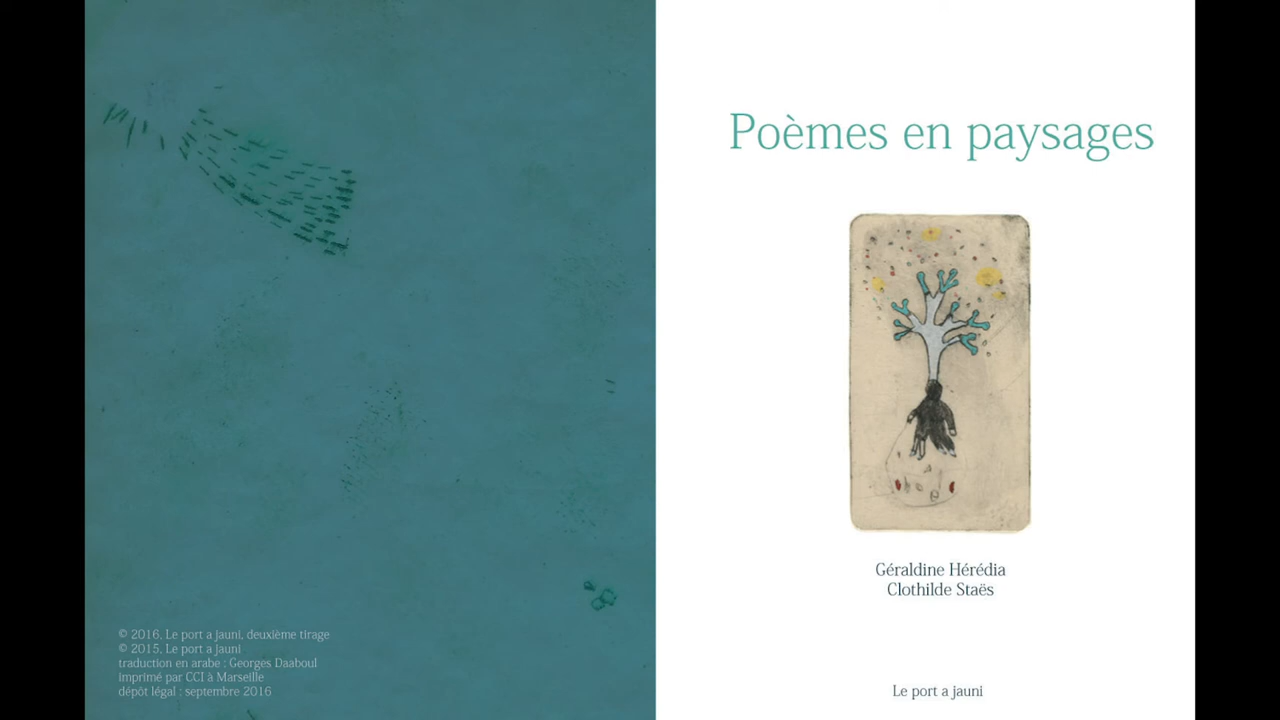 © 2016, Le port a jauni, deuxième tirage
© 2015, Le port a jauni
traduction en arabe : Georges Daaboul
imprimé par CCI à Marseille
dépôt légal : septembre 2016
Poèmes en paysages
Géraldine Hérédia
Clothilde Staës
Le port a jauni